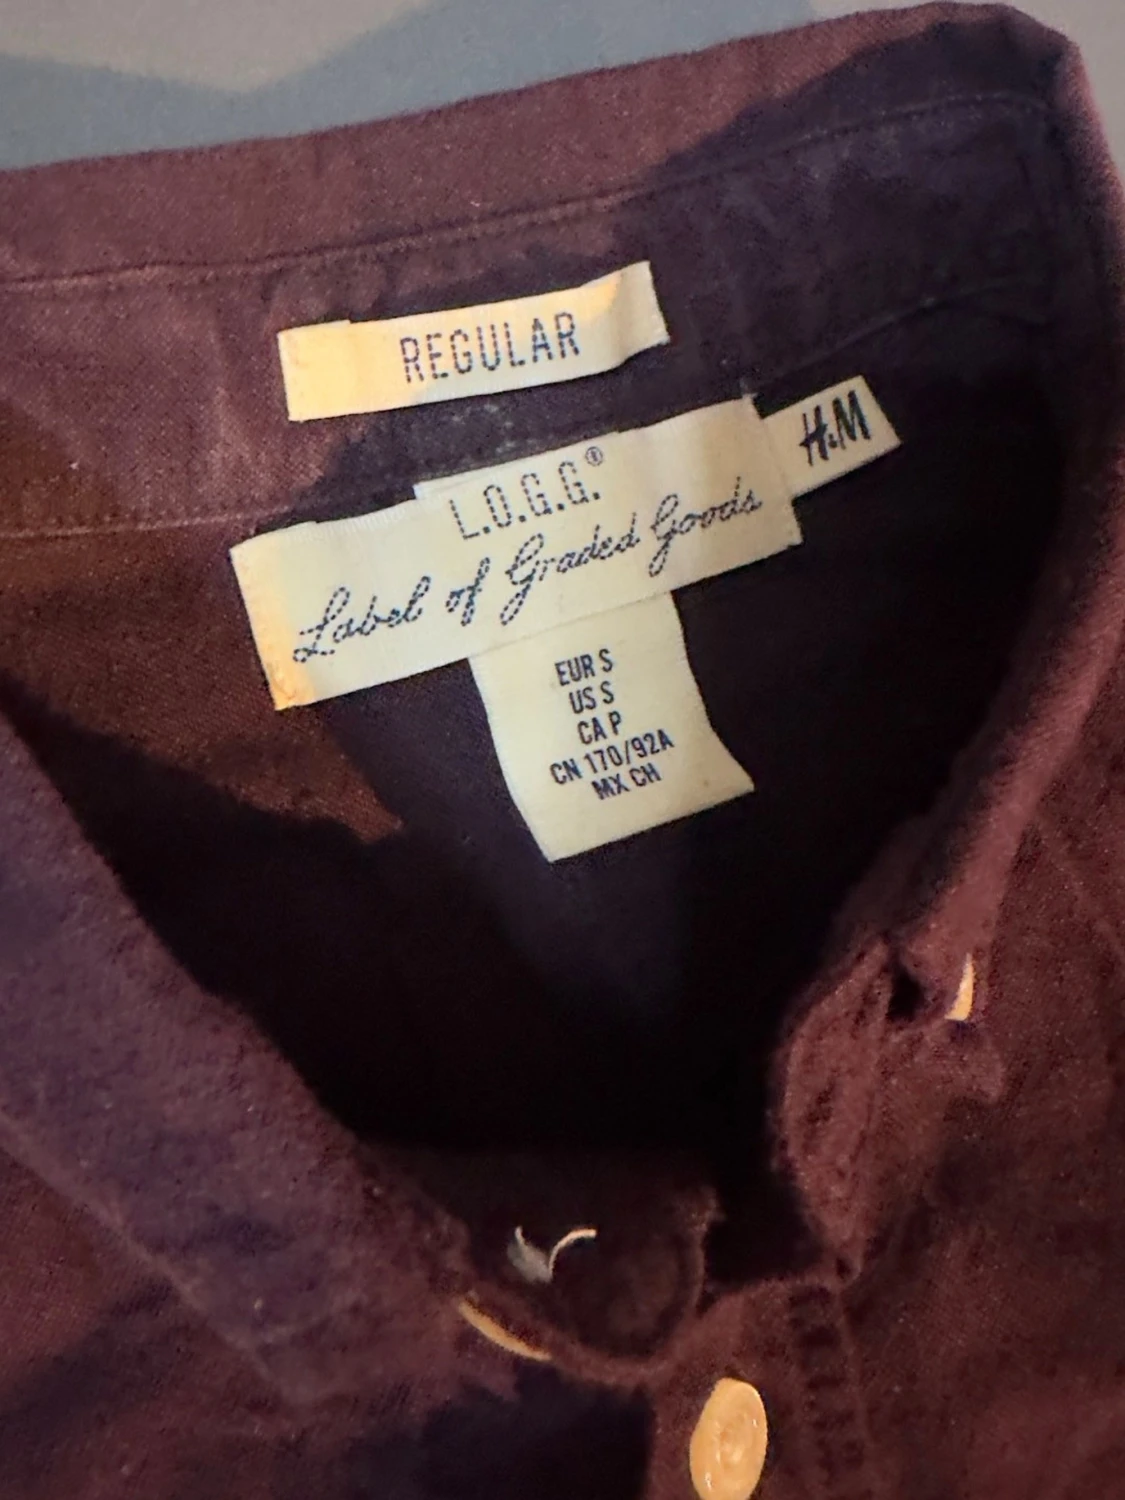 REGULAR
H&M
L.O.G.G.®
Label of Graded Goods
EUR S
US S
CA P
CN 170/92A
MX CH